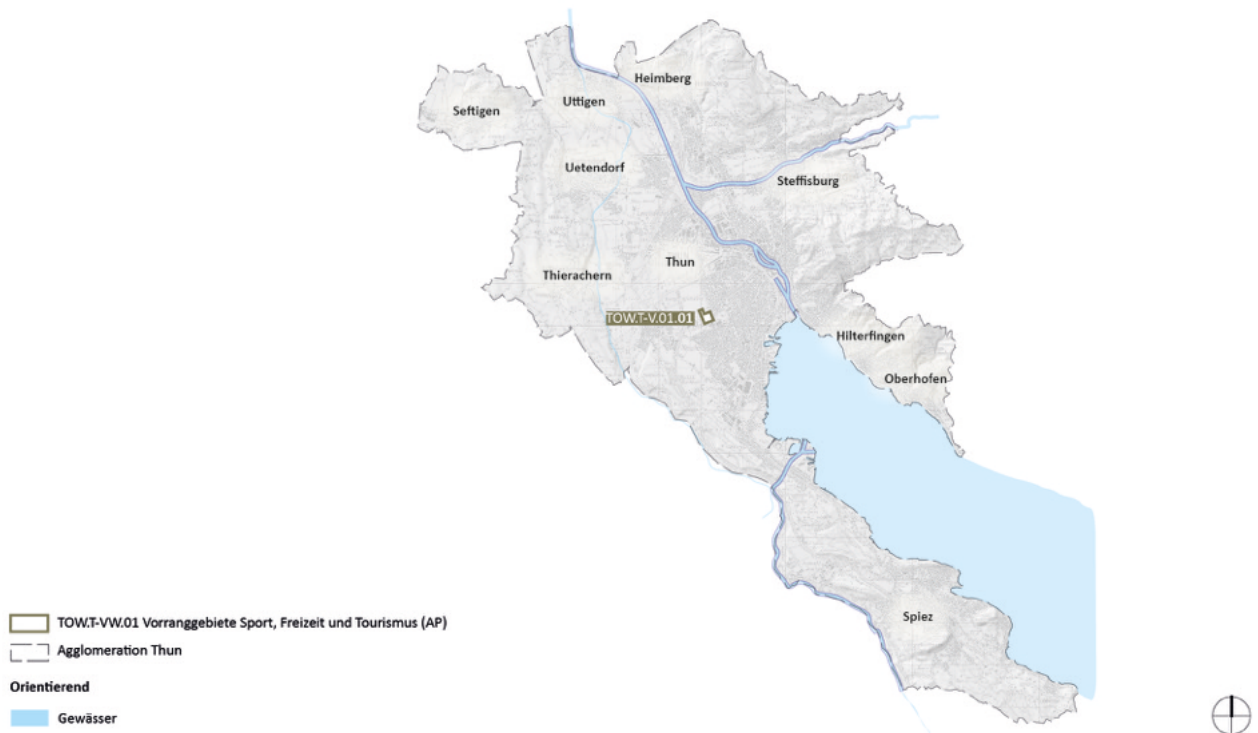 Heimberg
Seftigen
Uttigen
Uetendorf
Steffisburg
Thun
Thierachern
TOW.T-V.01.01
Hilterfingen
Oberhofen
Spiez
TOW.T-VW.01 Vorranggebiete Sport, Freizeit und Tourismus (AP)
Agglomeration Thun
Orientierend
Gewässer